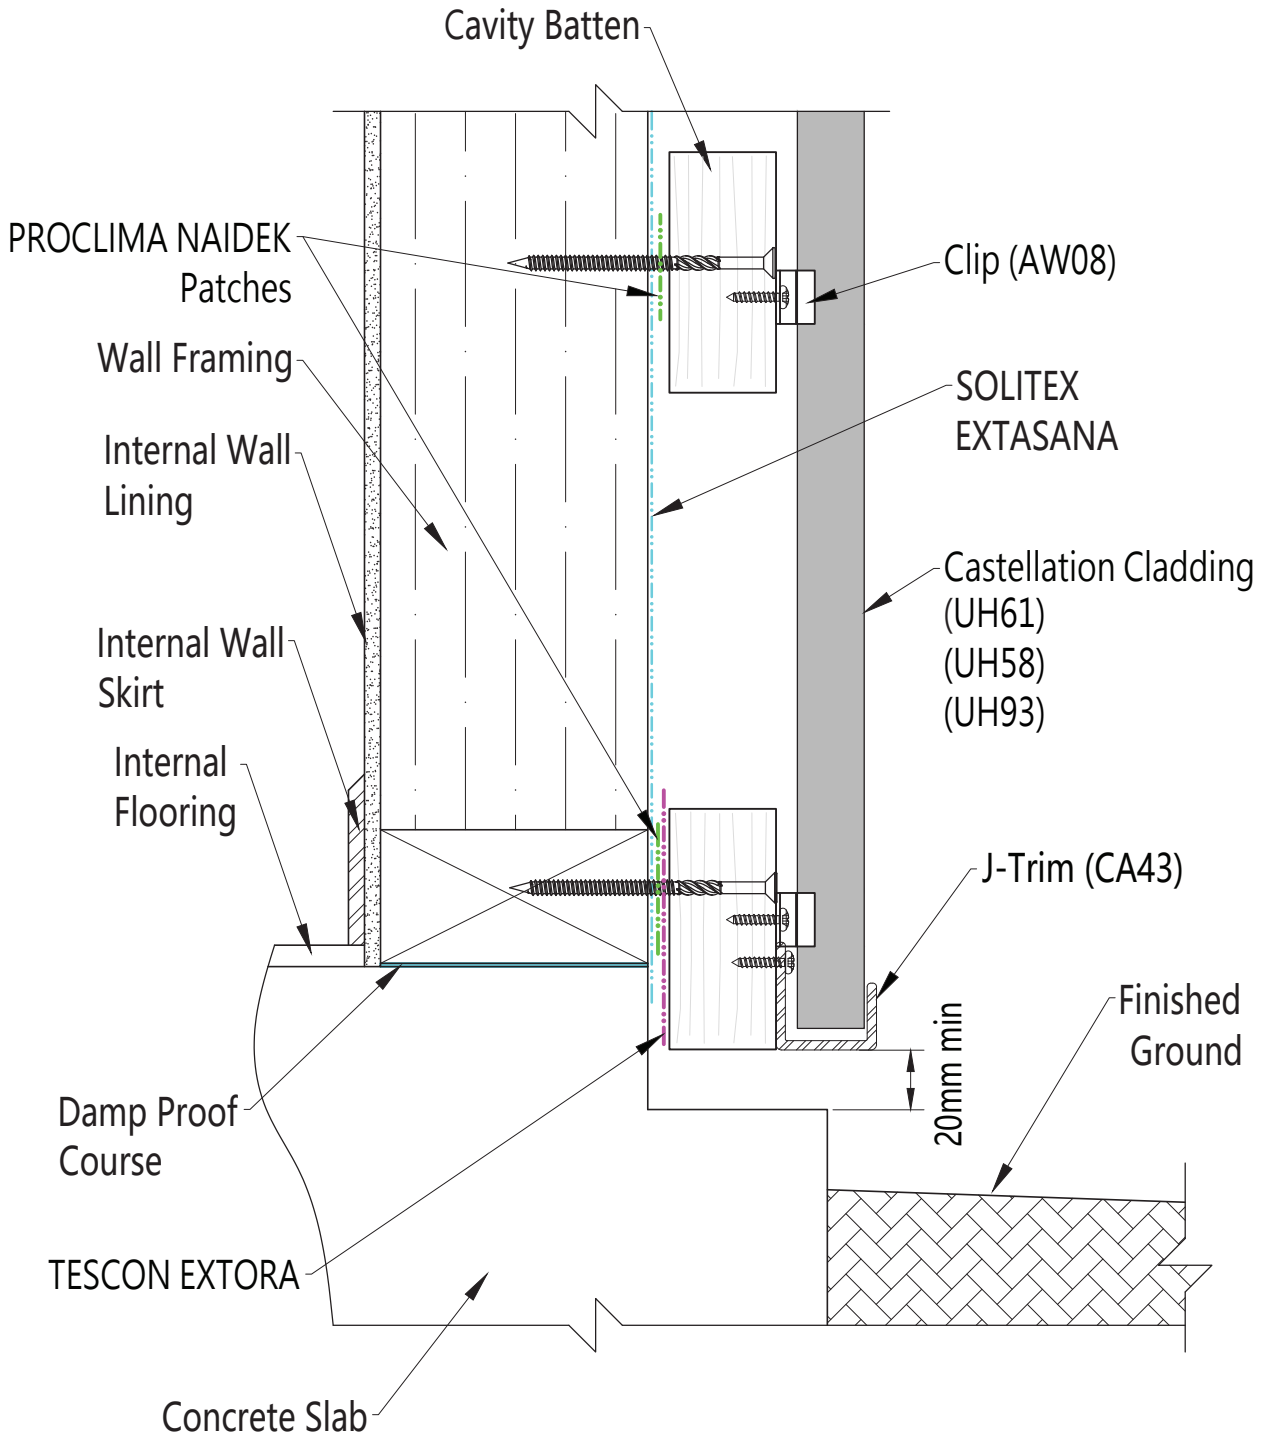 Cavity Batten
PROCLIMA NAIDEK
Patches
Clip (AW08)
Wall Framing
SOLITEX
EXTASANA
Internal Wall
Lining
Castellation Cladding
(UH61)
(UH58)
(UH93)
Internal Wall
Skirt
Internal
Flooring
J-Trim (CA43)
Finished
Ground
20mm min
Damp Proof
Course
TESCON EXTORA
Concrete Slab